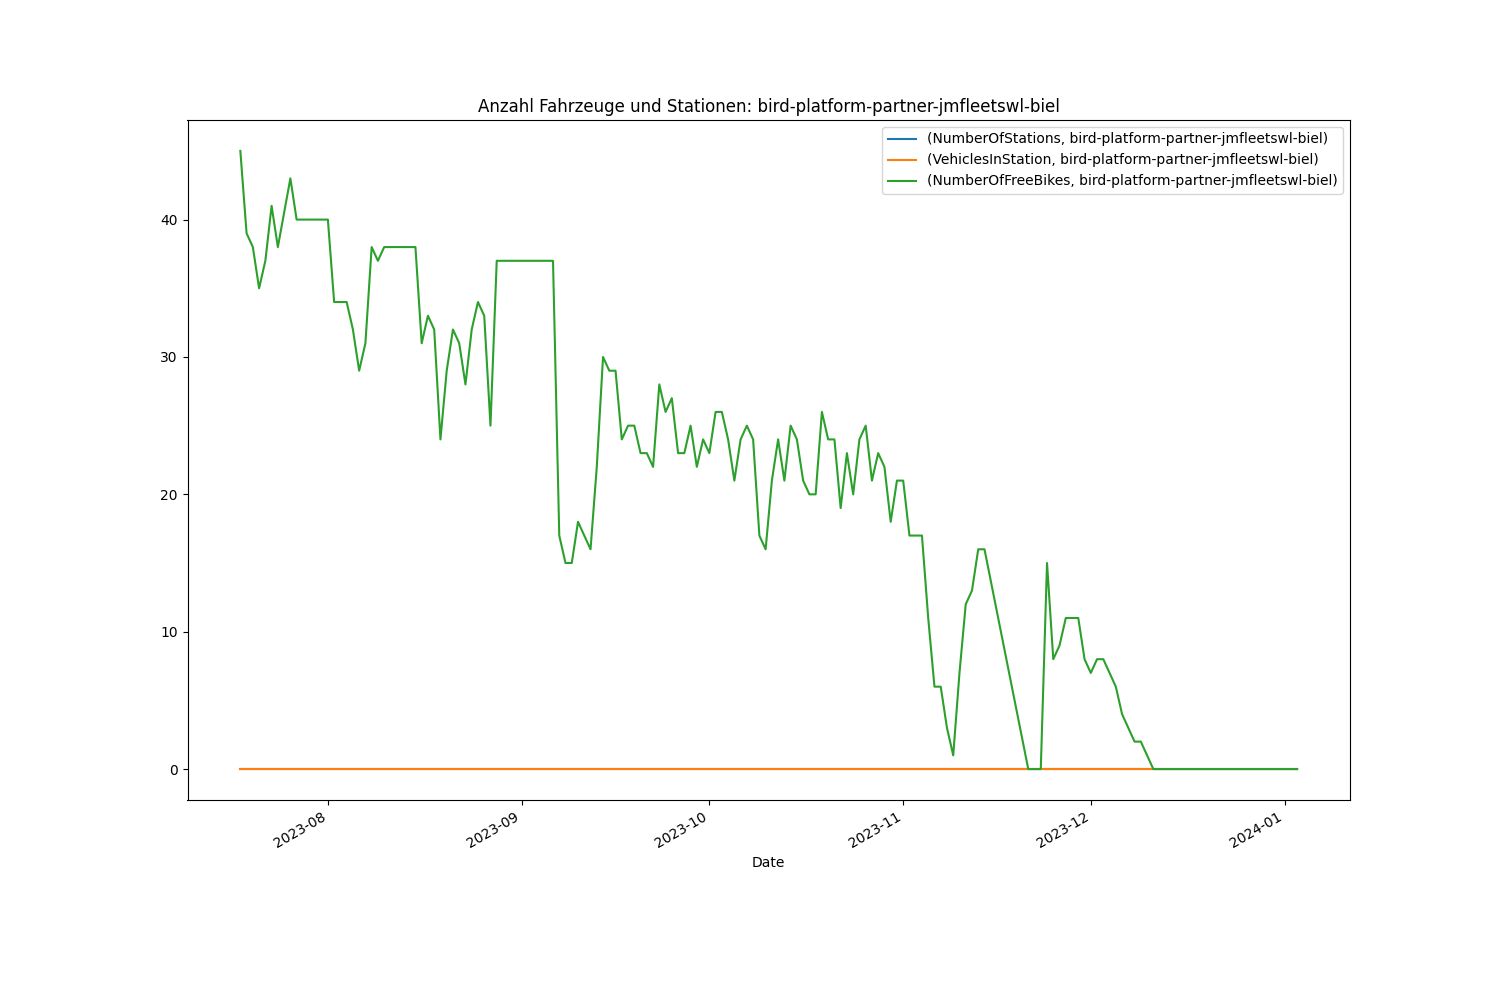 Anzahl Fahrzeuge und Stationen: bird-platform-partner-jmfleetswl-biel
(NumberOfStations, bird-platform-partner-jmfleetswl-biel)
(VehiclesInStation, bird-platform-partner-jmfleetswl-biel)
(NumberOfFreeBikes, bird-platform-partner-jmfleetswl-biel)
40
30
20
10
0
2023-08
2023-09
2023-10
2023-11
2023-12
2024-01
Date